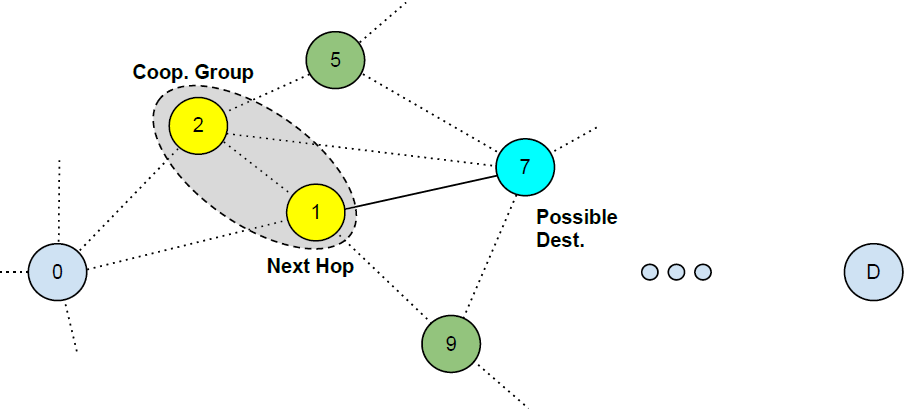 5
Coop. Group
2
7
1
Possible
Dest.
Next Hop
0
D
9